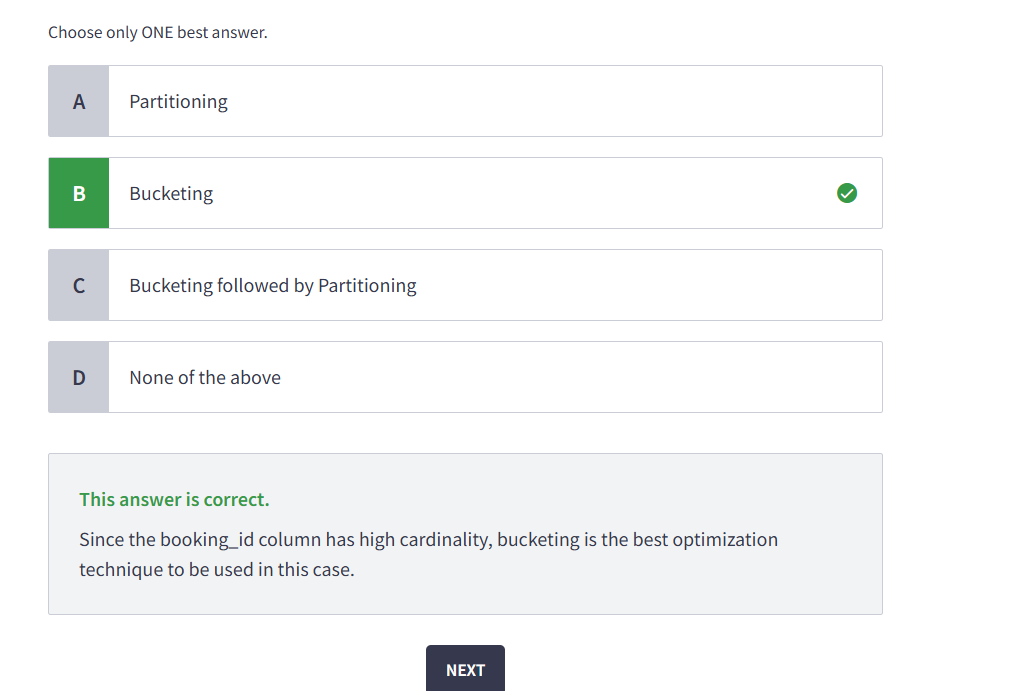 Choose only ONE best answer.
A
Partitioning
B
Bucketing
C
Bucketing followed by Partitioning
D
None of the above
This answer is correct.
Since the booking_id column has high cardinality, bucketing is the best optimization
technique to be used in this case.
NEXT